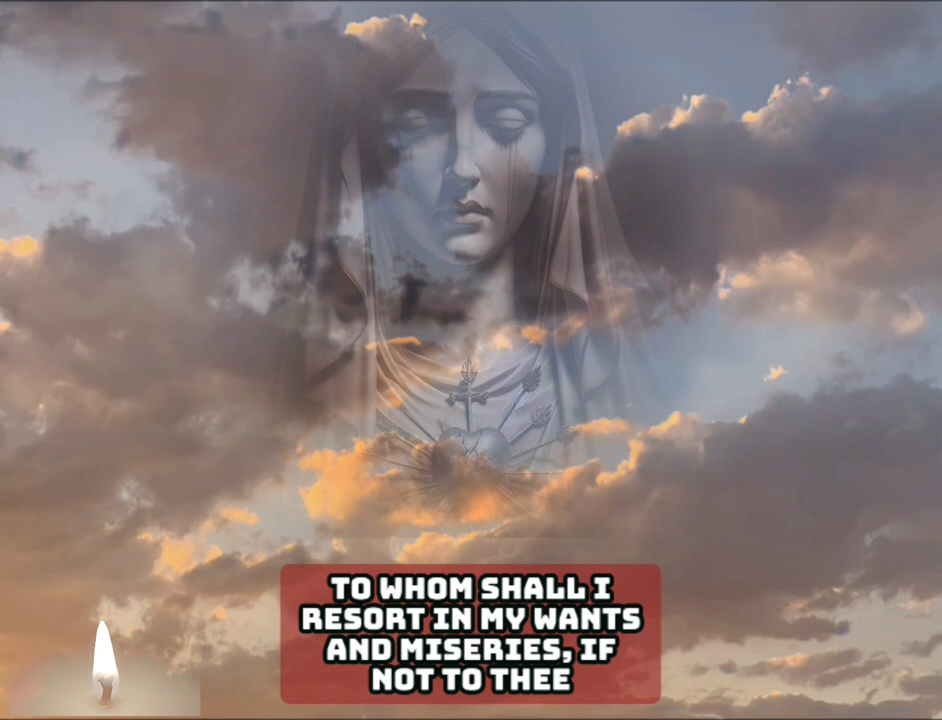 TO WHOM SHALL I
RESORT IN MY WANTS
AND MISERIES, IF
NOT TO THEE